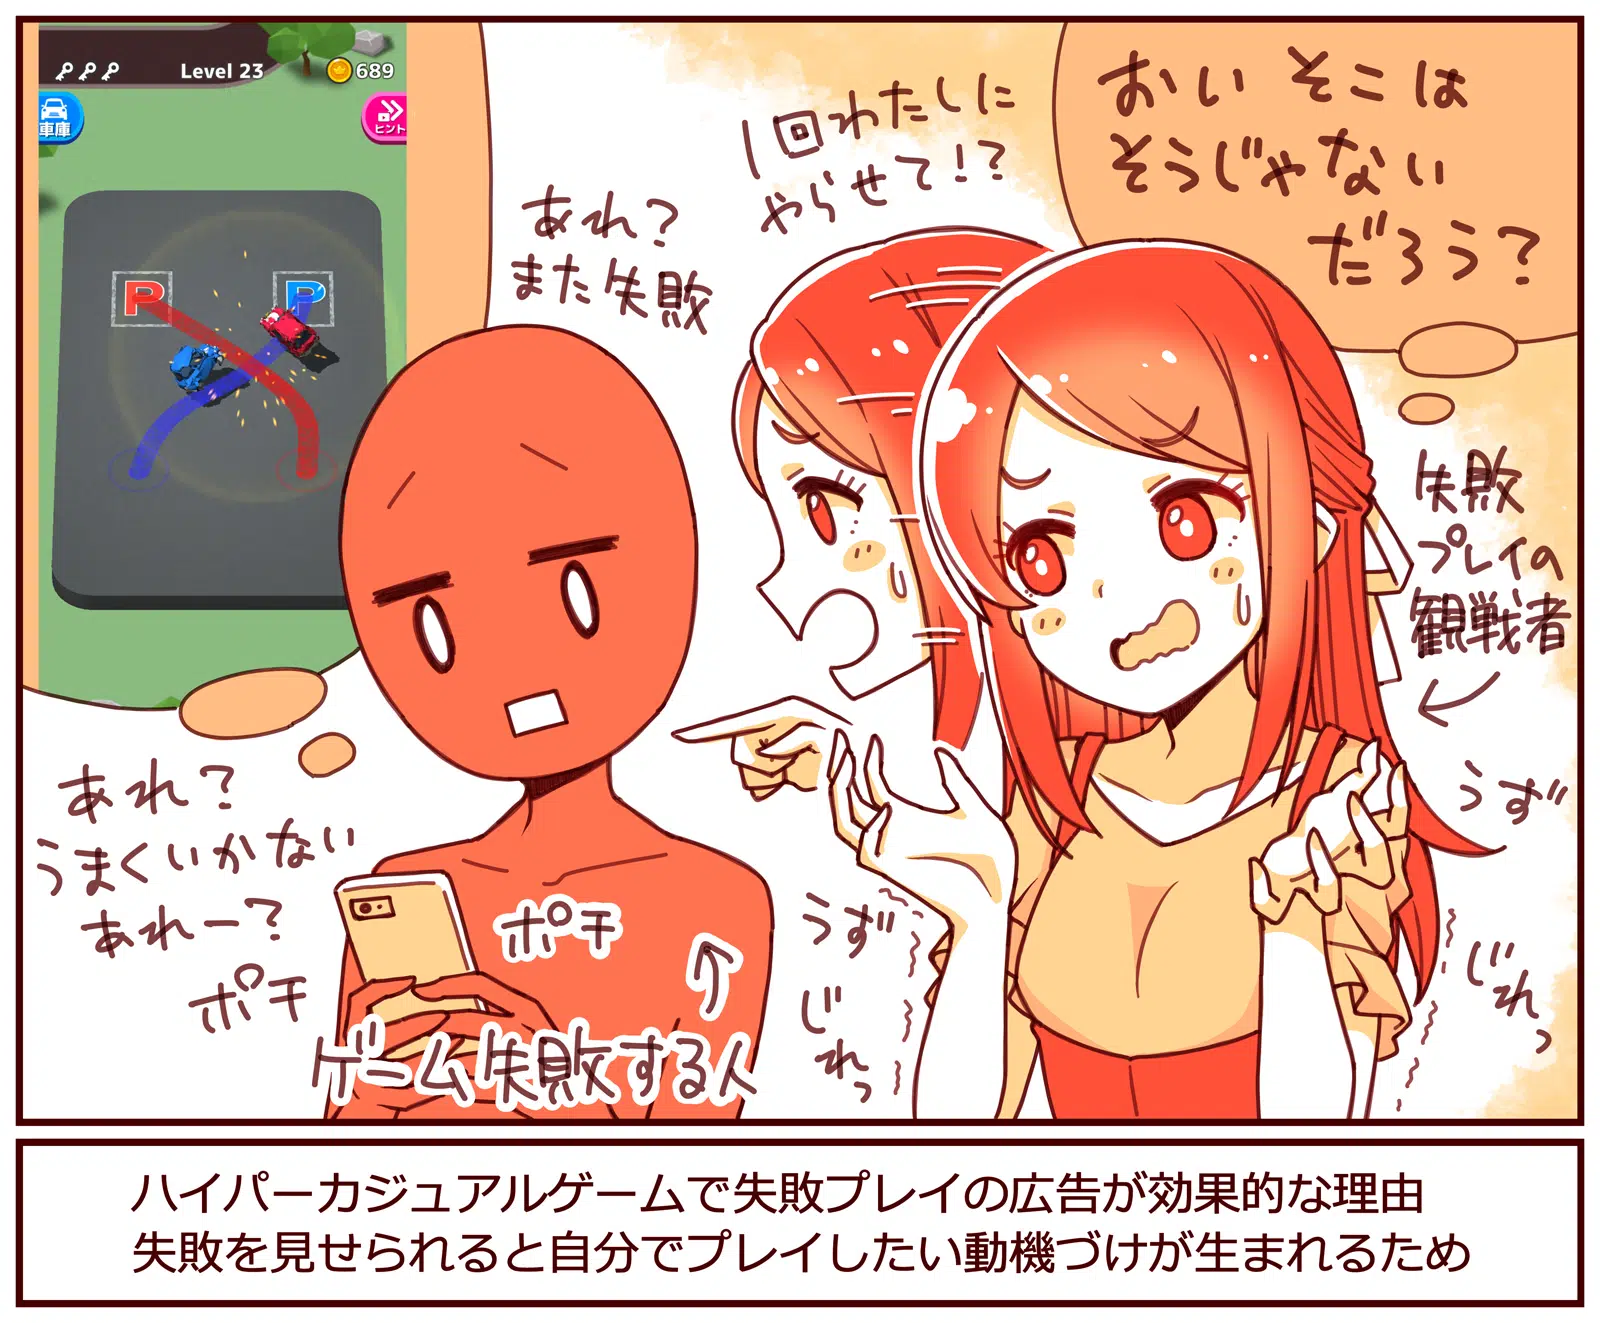 Level 23
689
車庫
ヒント
P
P
あれ?
また失敗
1回わたしに
やらせて!?
おい そこは
そうじゃない
だろう?
失敗
プレイの
観戦者
あれ?
うまくいかない
あれー?
ポチ
ポチ
ゲーム失敗する人
うず
じれっ
うず
じれっ
ハイパーカジュアルゲームで失敗プレイの広告が効果的な理由
失敗を見せられると自分でプレイしたい動機づけが生まれるため